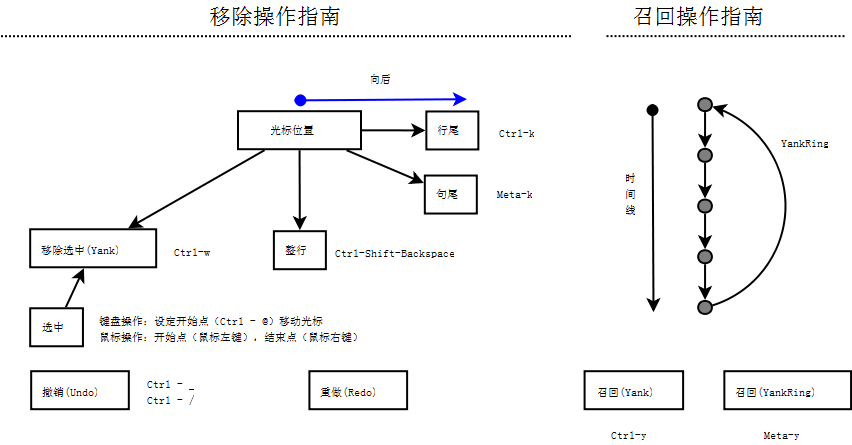 移除操作指南
召回操作指南
向后
光标位置
行尾
Ctrl-k
YankRing
句尾
Meta-k
时间线
移除选中(Yank)
Ctrl-w
整行
Ctrl-Shift-Backspace
选中
键盘操作：设定开始点（Ctrl - @）移动光标
鼠标操作：开始点（鼠标左键），结束点（鼠标右键）
撤销(Undo)
Ctrl - _
Ctrl - /
重做(Redo)
召回(Yank)
召回(YankRing)
Ctrl-y
Meta-y